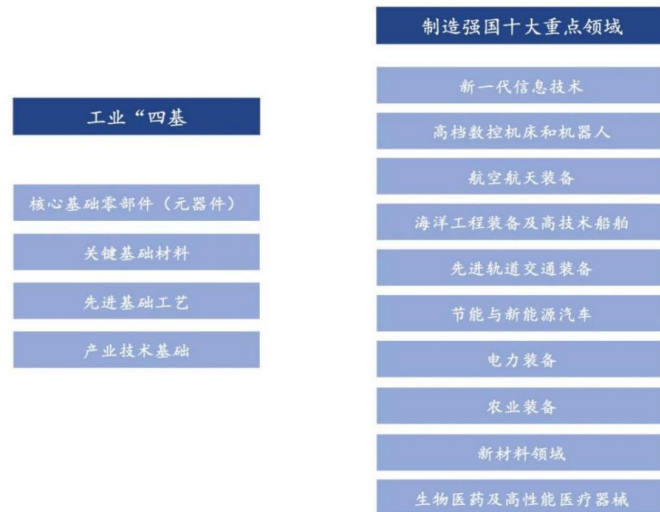 工业“四基
核心基础零部件（元器件）
关键基础材料
先进基础工艺
产业技术基础
制造强国十大重点领域
新一代信息技术
高档数控机床和机器人
航空航天装备
海洋工程装备及高技术船舶
先进轨道交通装备
节能与新能源汽车
电力装备
农业装备
新材料领域
生物医药及高性能医疗器械